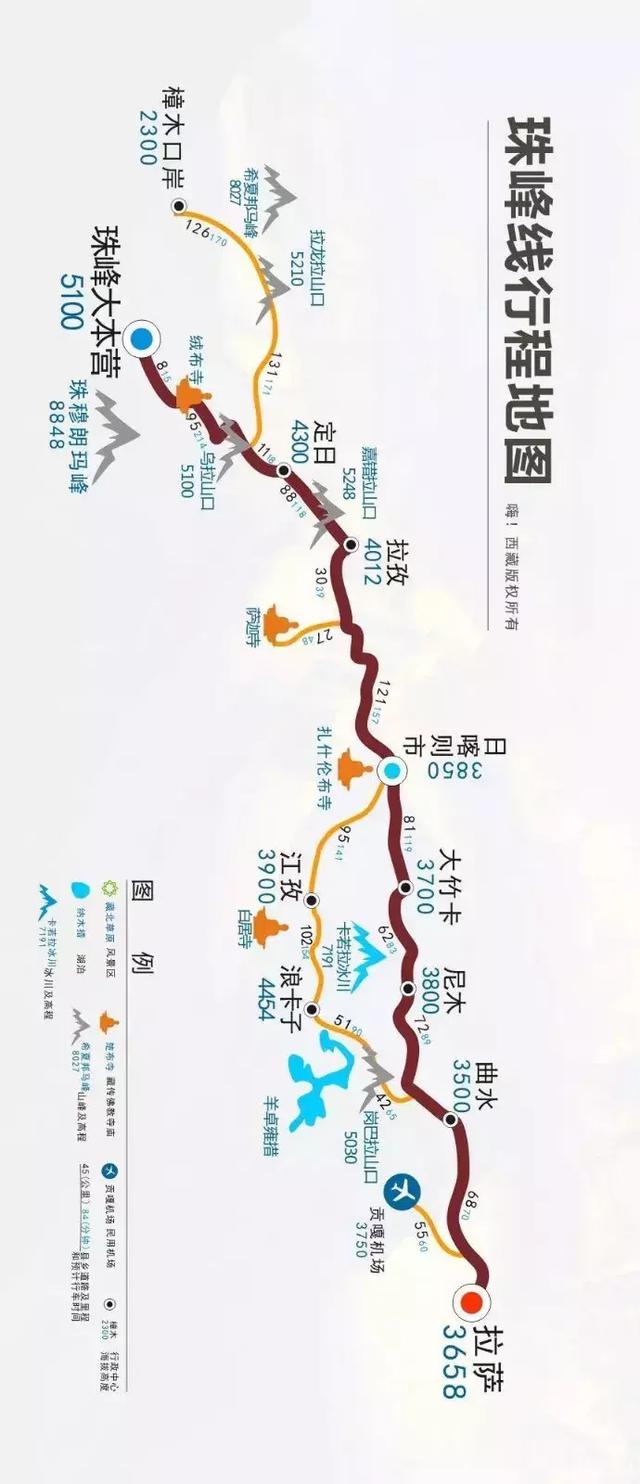 珠峰线行程地图
嗨！西藏版权所有
樟木口岸
2300
126 170
希夏邦马峰
8027
拉龙拉山口
5210
131 171
珠峰大本营
5100
8 15
绒布寺
珠穆朗玛峰
8848
95 214
乌拉山口
5100
11 18
定日
4300
88 118
嘉错拉山口
5248
拉孜
4012
30 39
萨迦寺
27 48
121 157
日喀则市
3850
扎什伦布寺
81 119
大竹卡
3700
62 83
尼木
3800
72 89
曲水
3500
68 70
拉萨
3658
95 141
江孜
3900
白居寺
102 154
卡若拉冰川
7191
浪卡子
4454
51 90
羊卓雍措
岗巴拉山口
5030
42 65
贡嘎机场
3750
55 60
图 例
藏北草原 风景区
楚布寺 藏传佛教寺庙
贡嘎机场 民用机场
樟木 行政中心
2300 海拔高度
纳木措 湖泊
希夏邦马峰 山峰及高程
8027
45(公里) 84(分钟) 县乡道路及里程
和预计行车时间
卡若拉冰川 冰川及高程
7191